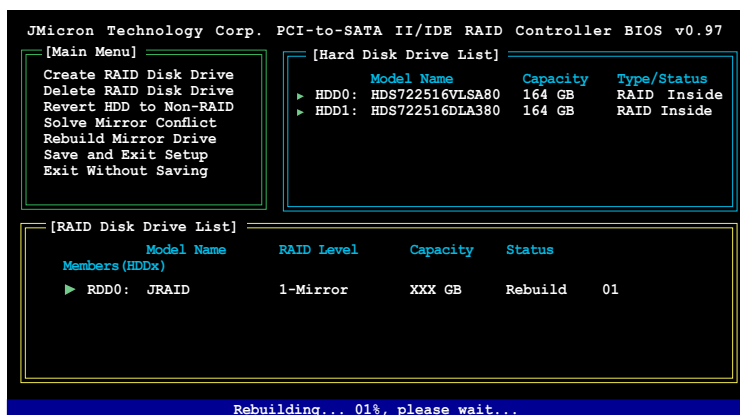 JMicron Technology Corp. PCI-to-SATA II/IDE RAID Controller BIOS v0.97
[Main Menu]
Create RAID Disk Drive
Delete RAID Disk Drive
Revert HDD to Non-RAID
Solve Mirror Conflict
Rebuild Mirror Drive
Save and Exit Setup
Exit Without Saving
[Hard Disk Drive List]
Model Name Capacity Type/Status
HDD0: HDS722516VLSA80 164 GB RAID Inside
HDD1: HDS722516DLA380 164 GB RAID Inside
[RAID Disk Drive List]
Model Name RAID Level Capacity Status
Members(HDDx)
RDD0: JRAID 1-Mirror XXX GB Rebuild 01
Rebuilding... 01%, please wait...